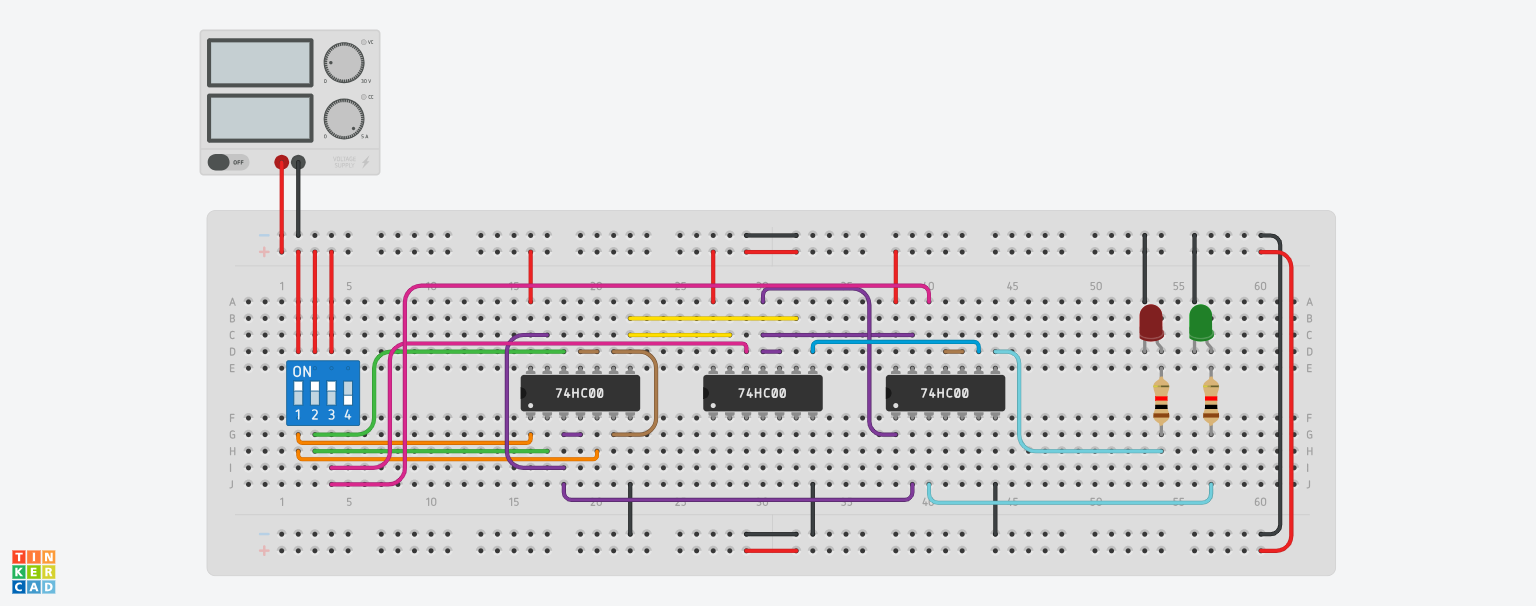 VC
0 30 V
CC
0 5 A
OFF VOLTAGE SUPPLY
1 5 10 15 20 25 30 35 40 45 50 55 60
A A
B B
C C
D D
E E
ON
1 2 3 4
74HC00 74HC00 74HC00
F F
G G
H H
I I
J J
1 5 10 15 20 25 30 35 40 45 50 55 60
TIN
KER
CAD